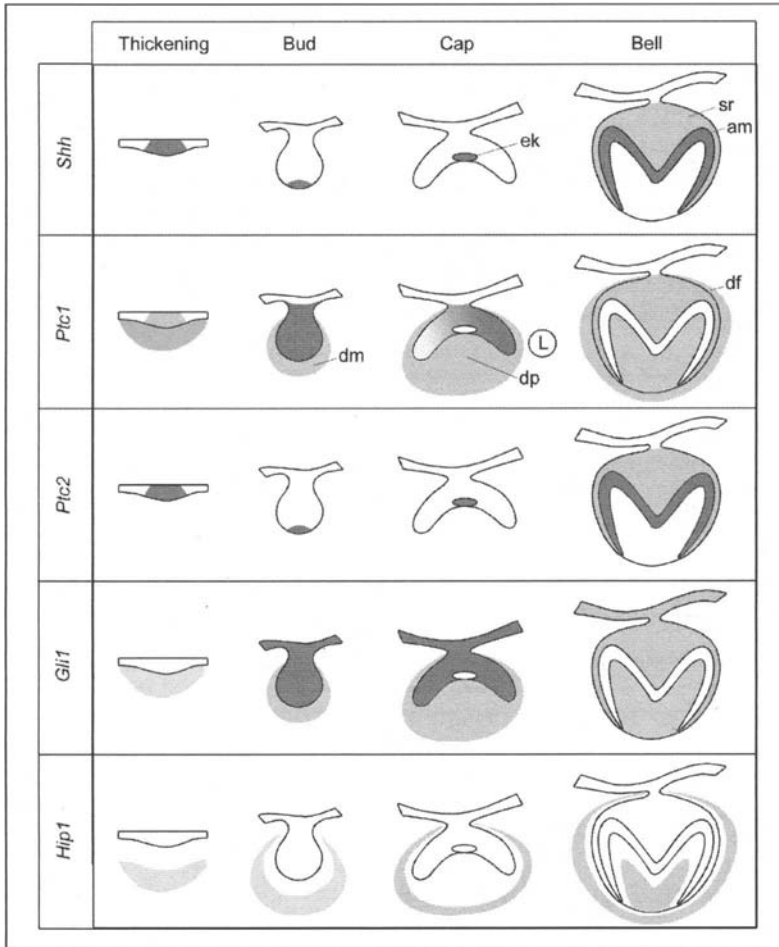 Thickening Bud Cap Bell
Shh
ek
sr
am
Ptc1
dm
dp
L
df
Ptc2
Gli1
Hip1